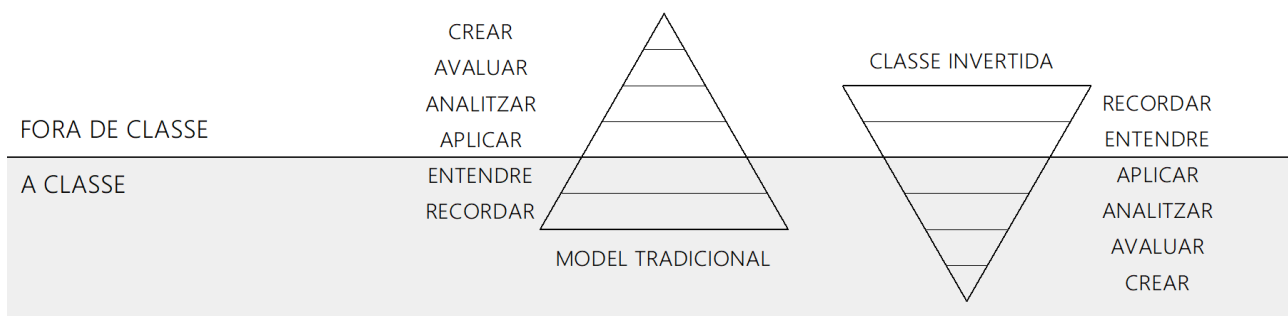 FORA DE CLASSE
A CLASSE
CREAR
AVALUAR
ANALITZAR
APLICAR
ENTENDRE
RECORDAR
MODEL TRADICIONAL
CLASSE INVERTIDA
RECORDAR
ENTENDRE
APLICAR
ANALITZAR
AVALUAR
CREAR